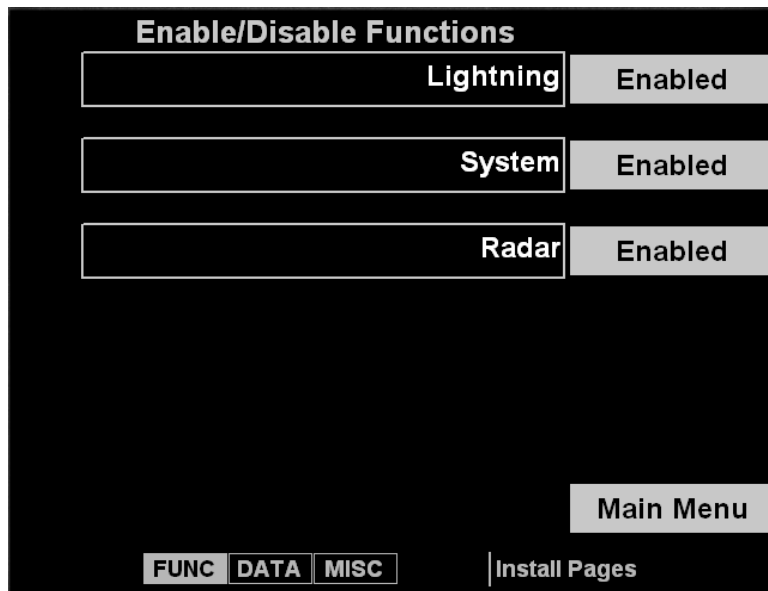 Enable/Disable Functions
Lightning Enabled
System Enabled
Radar Enabled
Main Menu
FUNC DATA MISC Install Pages